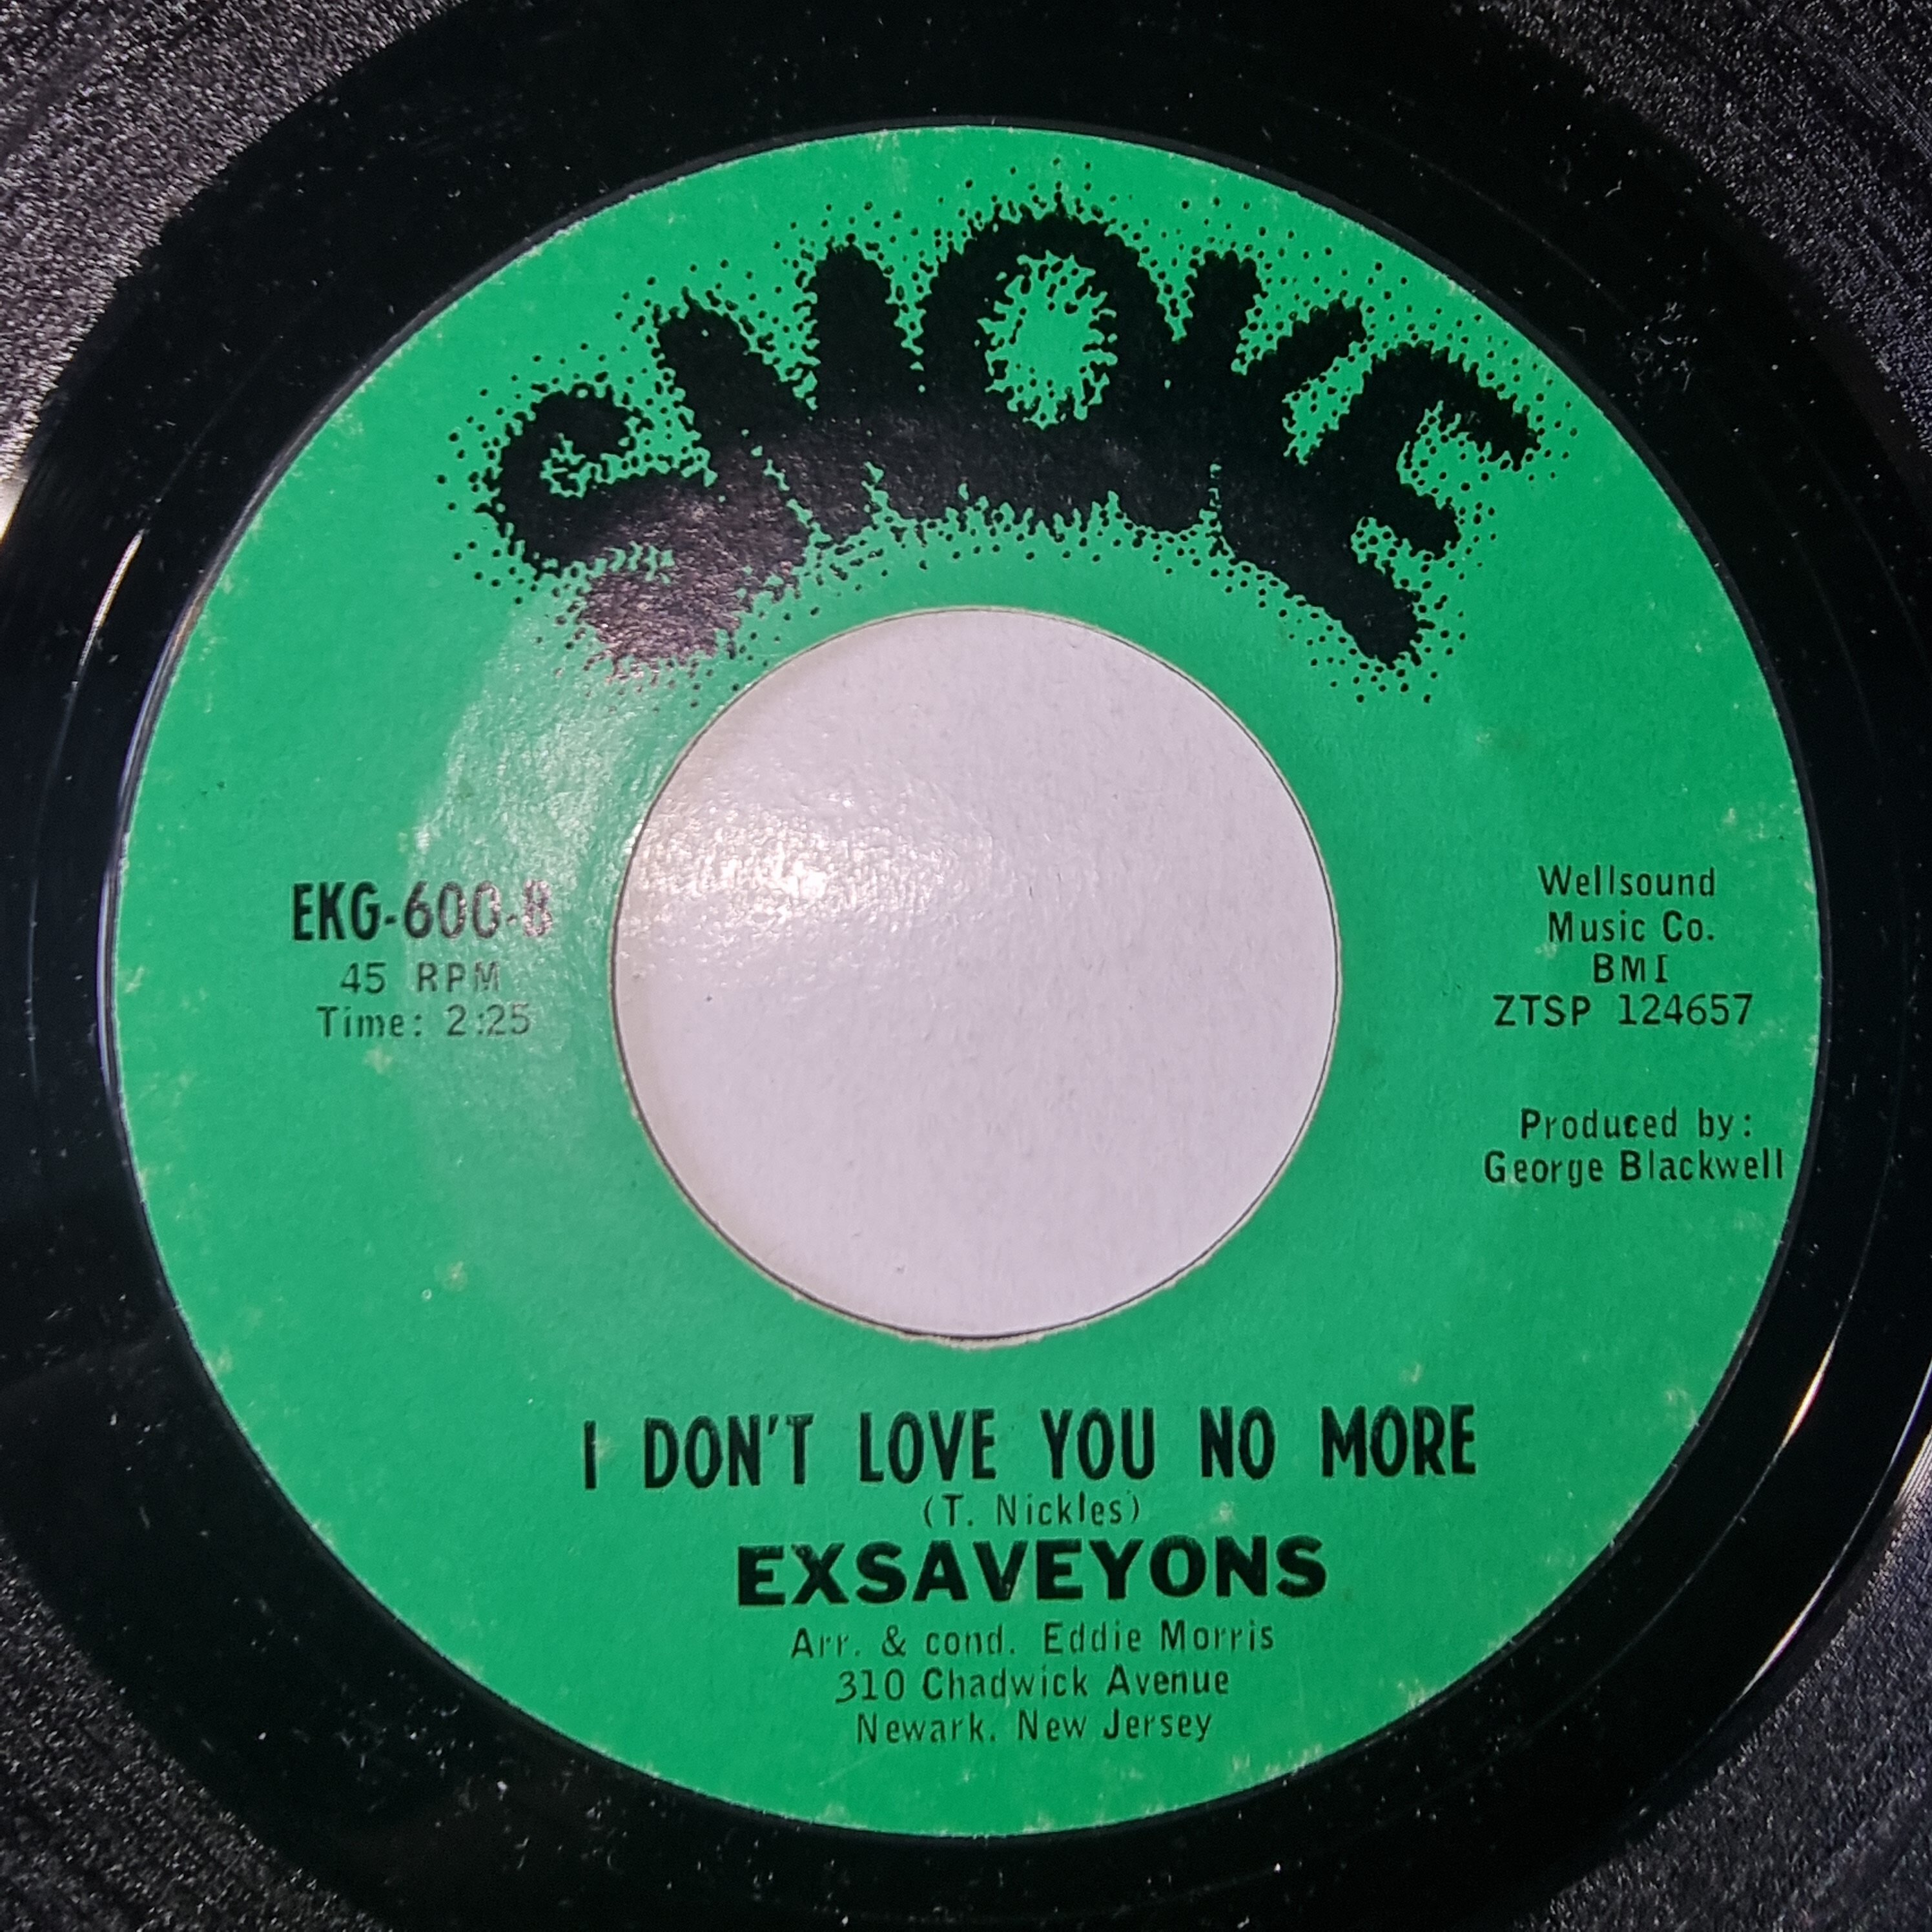 SMOKE
EKG-600-B
45 RPM
Time: 2:25
Wellsound
Music Co.
BMI
ZTSP 124657
Produced by:
George Blackwell
I DON'T LOVE YOU NO MORE
(T. Nickles)
EXSAVEYONS
Arr. & cond. Eddie Morris
310 Chadwick Avenue
Newark, New Jersey